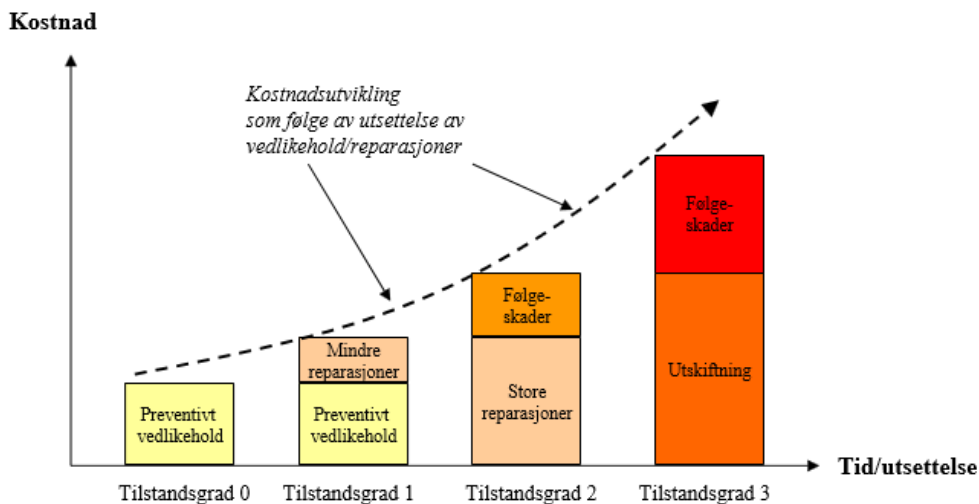 Kostnad
Kostnadsutvikling
som følge av utsettelse av
vedlikehold/reparasjoner
Følge-
skader
Følge-
skader
Mindre
reparasjoner
Utskiftning
Store
reparasjoner
Preventivt
vedlikehold
Preventivt
vedlikehold
Tid/utsettelse
Tilstandsgrad 0
Tilstandsgrad 1
Tilstandsgrad 2
Tilstandsgrad 3